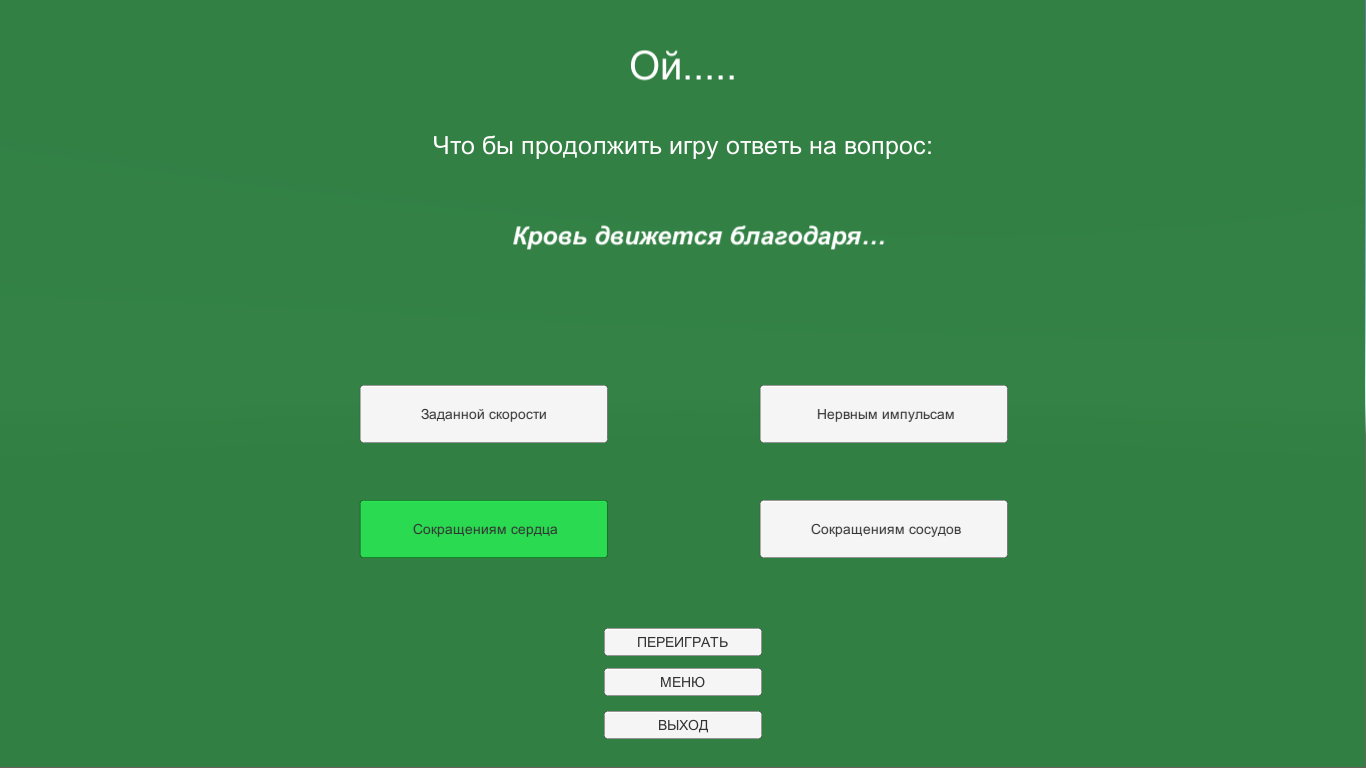 Ой.....
Что бы продолжить игру ответь на вопрос:
Кровь движется благодаря...
Заданной скорости
Нервным импульсам
Сокращениям сердца
Сокращениям сосудов
ПЕРЕИГРАТЬ
МЕНЮ
ВЫХОД